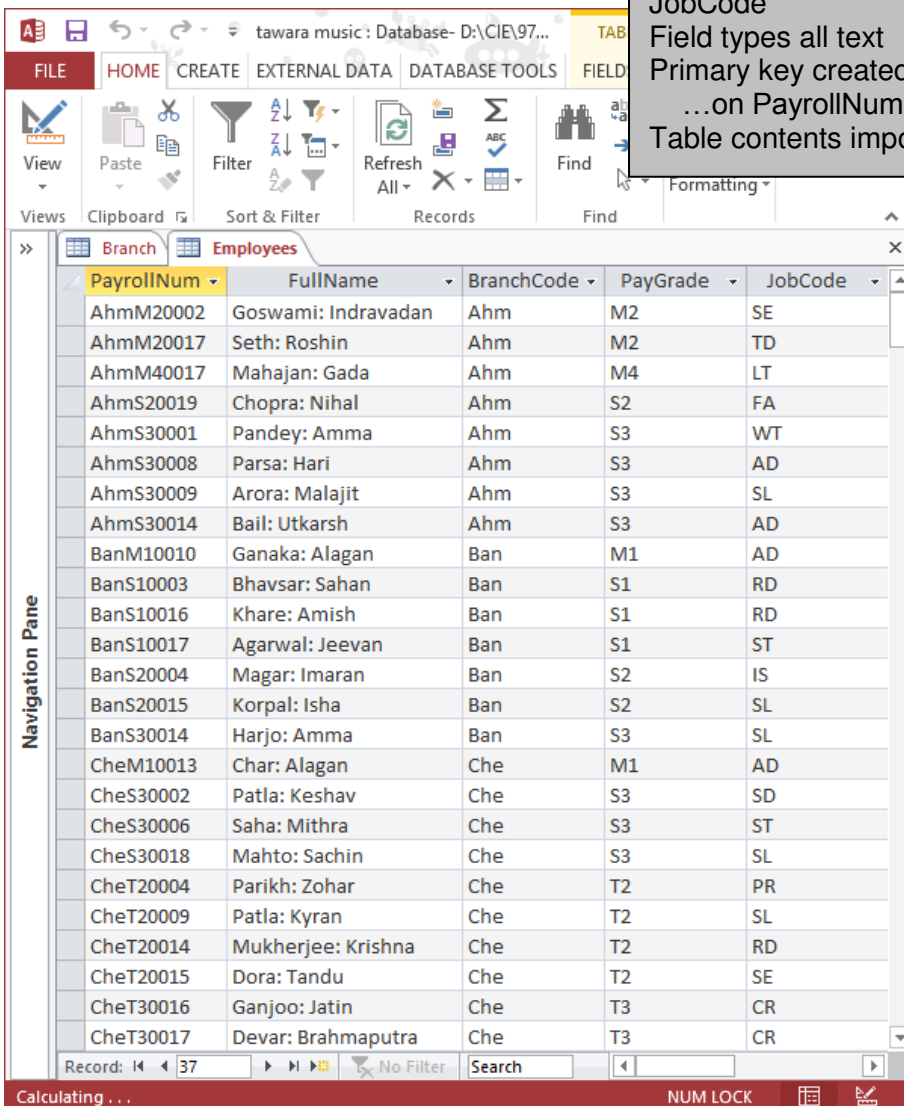 JobCode
Field types all text
Primary key created
…on PayrollNum
Table contents impo
tawara music : Database- D:\CIE\97... TAB
FILE HOME CREATE EXTERNAL DATA DATABASE TOOLS FIELD
View Paste Filter Refresh All Find
Formatting
Views Clipboard Sort & Filter Records Find
Branch Employees
PayrollNum FullName BranchCode PayGrade JobCode
AhmM20002 Goswami: Indravadan Ahm M2 SE
AhmM20017 Seth: Roshin Ahm M2 TD
AhmM40017 Mahajan: Gada Ahm M4 LT
AhmS20019 Chopra: Nihal Ahm S2 FA
AhmS30001 Pandey: Amma Ahm S3 WT
AhmS30008 Parsa: Hari Ahm S3 AD
AhmS30009 Arora: Malajit Ahm S3 SL
AhmS30014 Bail: Utkarsh Ahm S3 AD
BanM10010 Ganaka: Alagan Ban M1 AD
BanS10003 Bhavsar: Sahan Ban S1 RD
BanS10016 Khare: Amish Ban S1 RD
BanS10017 Agarwal: Jeevan Ban S1 ST
BanS20004 Magar: Imaran Ban S2 IS
BanS20015 Korpal: Isha Ban S2 SL
BanS30014 Harjo: Amma Ban S3 SL
CheM10013 Char: Alagan Che M1 AD
CheS30002 Patla: Keshav Che S3 SD
CheS30006 Saha: Mithra Che S3 ST
CheS30018 Mahto: Sachin Che S3 SL
CheT20004 Parikh: Zohar Che T2 PR
CheT20009 Patla: Kyran Che T2 SL
CheT20014 Mukherjee: Krishna Che T2 RD
CheT20015 Dora: Tandu Che T2 SE
CheT30016 Ganjoo: Jatin Che T3 CR
CheT30017 Devar: Brahmaputra Che T3 CR
Navigation Pane
Record: 37 No Filter Search
Calculating . . . NUM LOCK